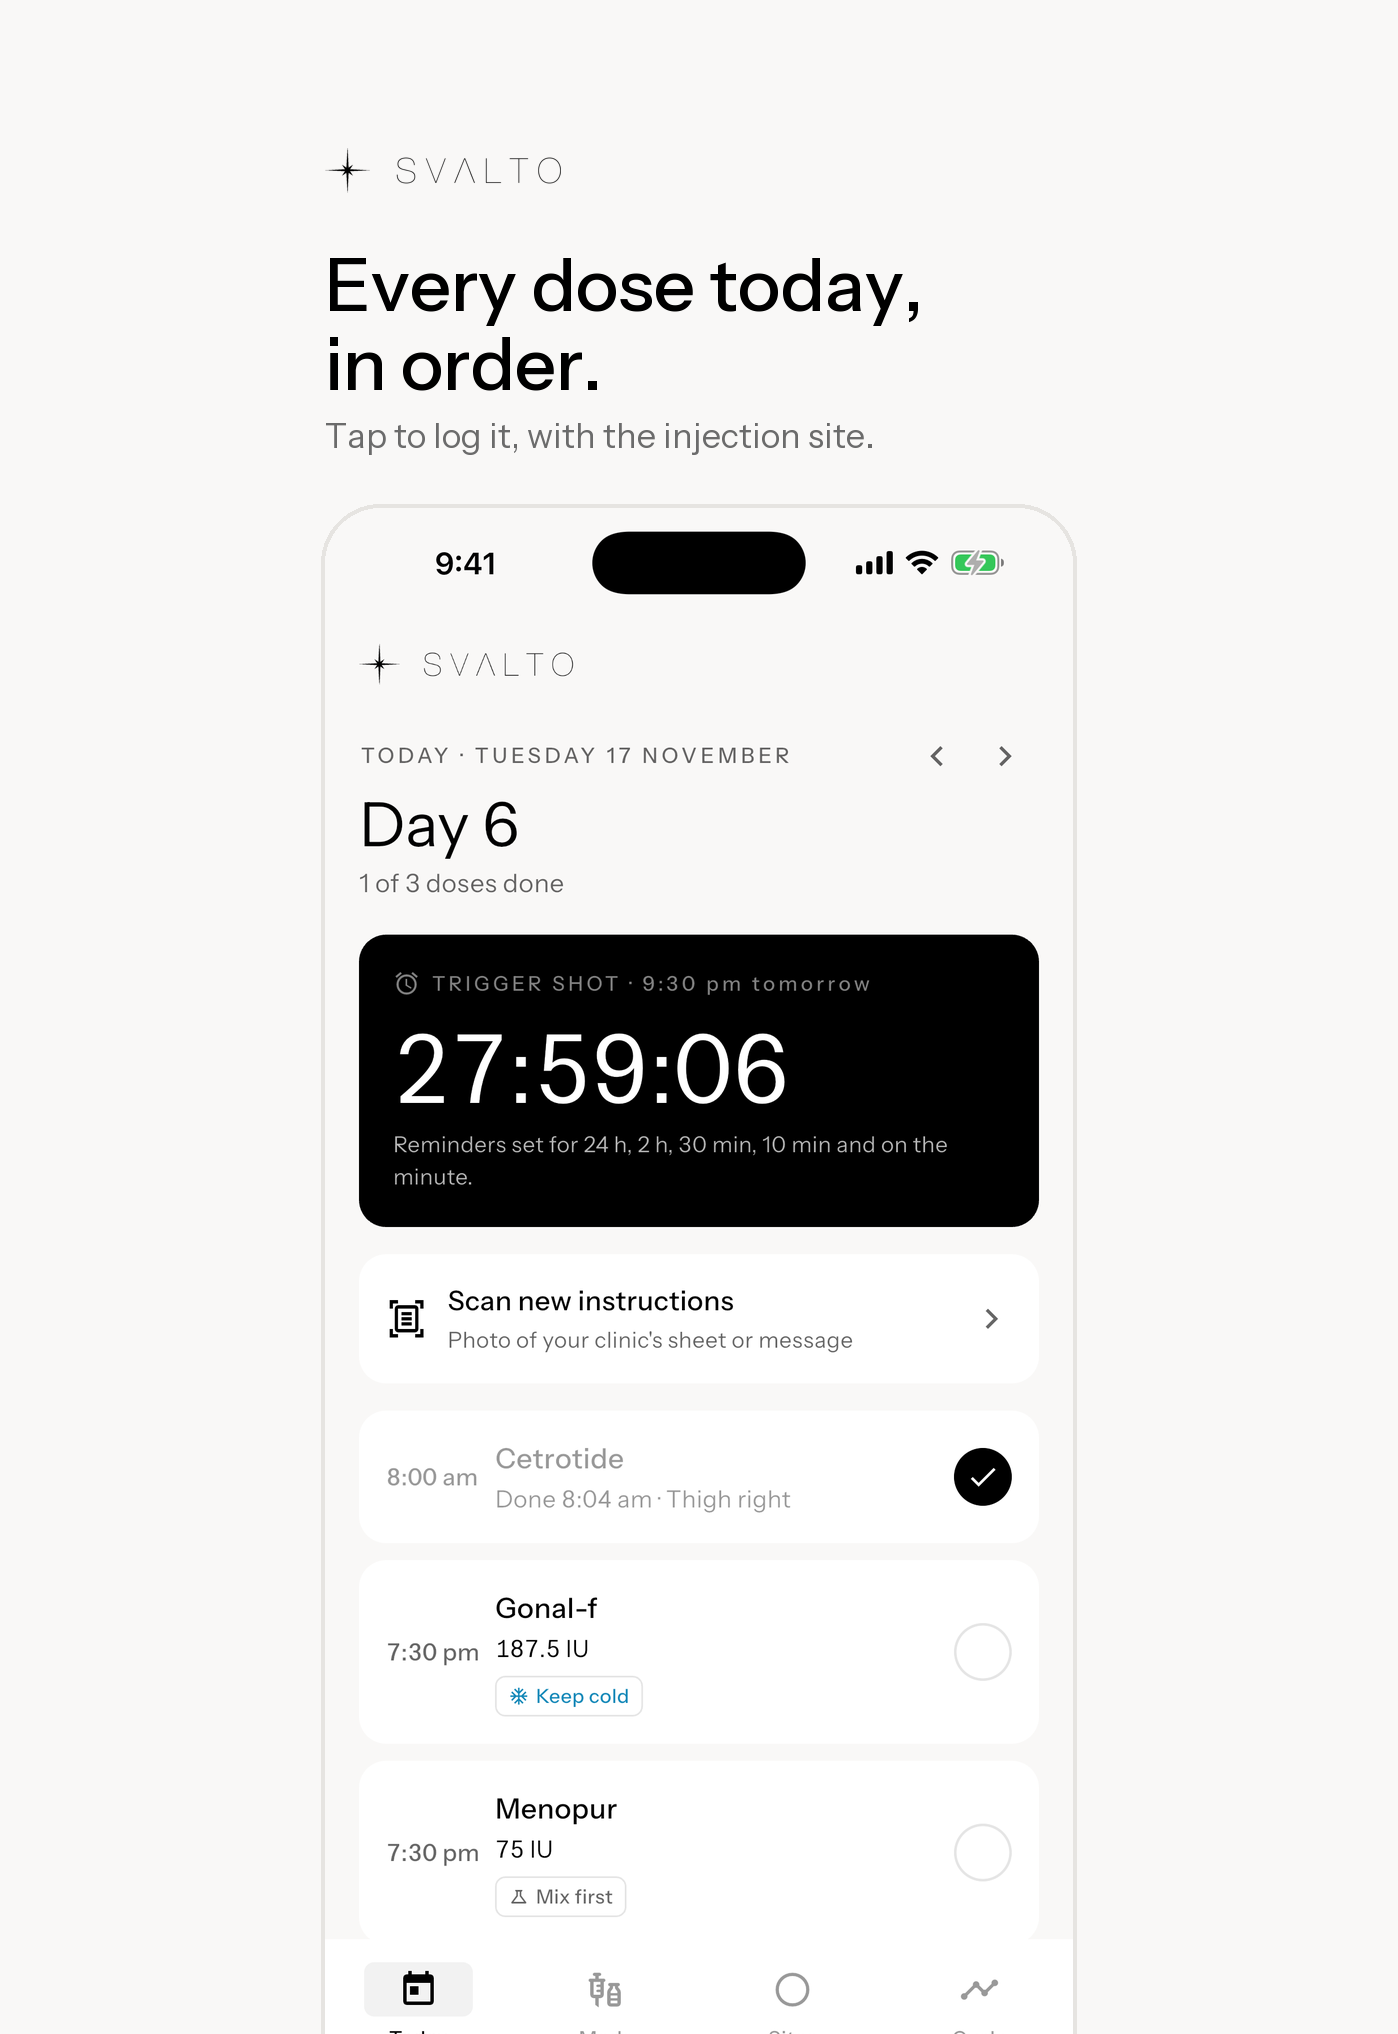 SVALTO
Every dose today,
in order.
Tap to log it, with the injection site.
9:41
SVALTO
TODAY · TUESDAY 17 NOVEMBER
Day 6
1 of 3 doses done
TRIGGER SHOT · 9:30 pm tomorrow
27:59:06
Reminders set for 24 h, 2 h, 30 min, 10 min and on the
minute.
Scan new instructions
Photo of your clinic's sheet or message
8:00 am
Cetrotide
Done 8:04 am · Thigh right
7:30 pm
Gonal-f
187.5 IU
Keep cold
7:30 pm
Menopur
75 IU
Mix first